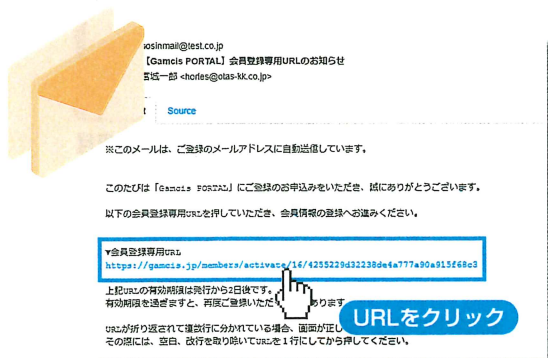 osinmail@test.co.jp
【Gamcis PORTAL】会員登録専用URLのお知らせ
宮城一郎 <horles@otas-kk.co.jp>
t Source
※このメールは、ご登録のメールアドレスに自動送信しています。
このたびは「Gamcis PORTAL」にご登録のお申込みをいただき、誠にありがとうございます。
以下の会員登録専用URLを押していただき、会員情報の登録へお進みください。
▼会員登録専用URL
https://gamcis.jp/members/activate/16/4255229d32238de4a777a90a915f68c3
上記URLの有効期限は発行から2日後です。
有効期限を過ぎますと、再度ご登録いただ あります
URLが折り返されて複数行に分かれている場合、画面が正し
その際には、空白、改行を取り除いてURLを1行にしてから押してください。
URLをクリック